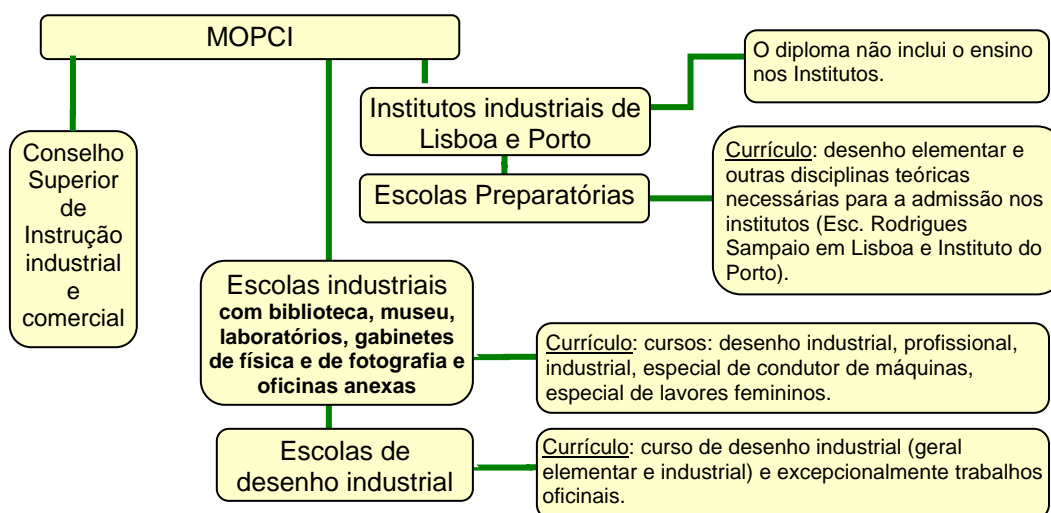 MOPCI
O diploma não inclui o ensino
nos Institutos.
Institutos industriais de
Lisboa e Porto
Conselho
Superior
de
Instrução
industrial
e
comercial
Currículo: desenho elementar e
outras disciplinas teóricas
necessárias para a admissão nos
institutos (Esc. Rodrigues
Sampaio em Lisboa e Instituto do
Porto).
Escolas Preparatórias
Escolas industriais
com biblioteca, museu,
laboratórios, gabinetes
de física e de fotografia e
oficinas anexas
Currículo: cursos: desenho industrial, profissional,
industrial, especial de condutor de máquinas,
especial de lavores femininos.
Escolas de
desenho industrial
Currículo: curso de desenho industrial (geral
elementar e industrial) e excepcionalmente trabalhos
oficinais.